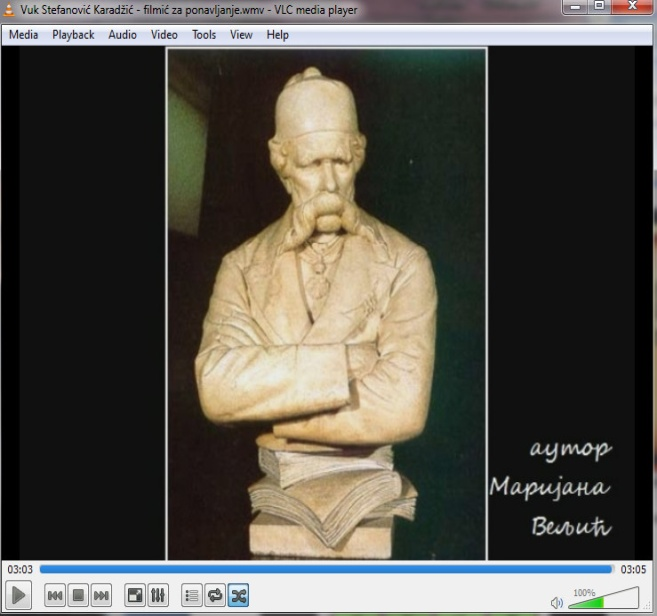 Vuk Stefanović Karadžić - filmić za ponavljanje.wmv - VLC media player
Media Playback Audio Video Tools View Help
аутор
Маријана
Вељић
03:03 03:05
100%